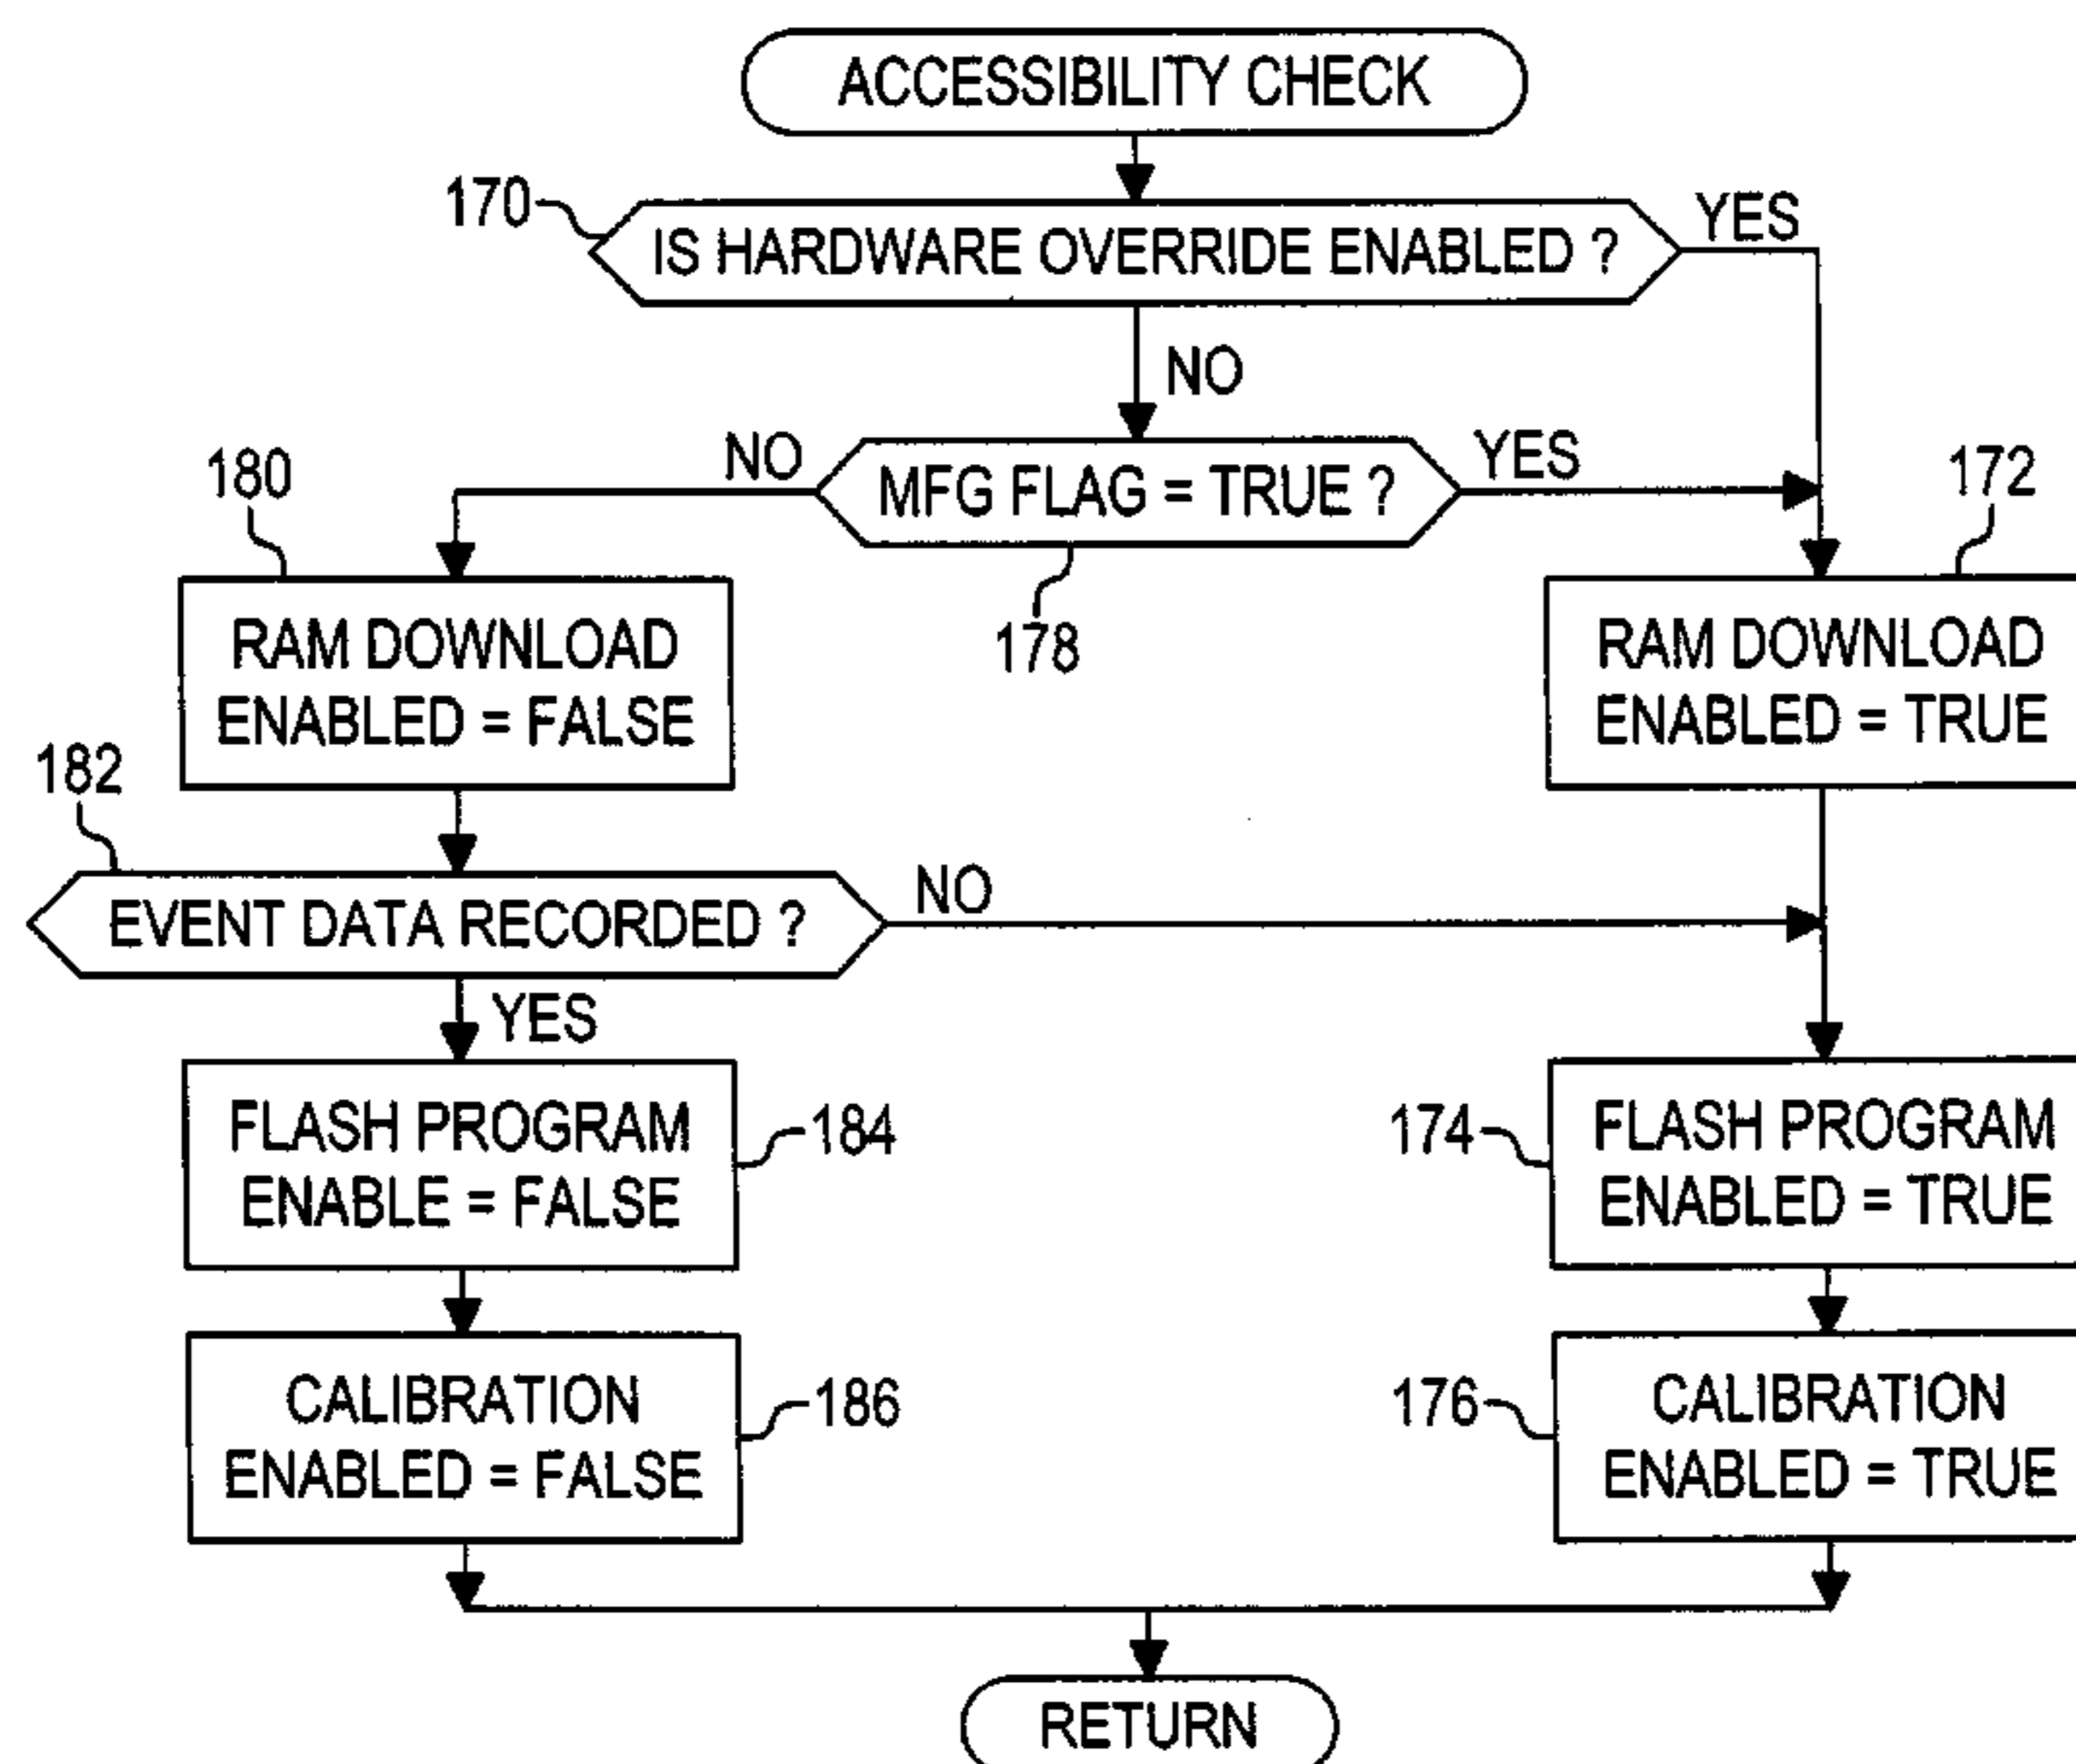 ACCESSIBILITY CHECK
170
IS HARDWARE OVERRIDE ENABLED ?
YES
NO
NO
MFG FLAG = TRUE ?
YES
180
172
178
RAM DOWNLOAD
ENABLED = FALSE
RAM DOWNLOAD
ENABLED = TRUE
182
EVENT DATA RECORDED ?
NO
YES
FLASH PROGRAM
ENABLE = FALSE
184
174
FLASH PROGRAM
ENABLED = TRUE
CALIBRATION
ENABLED = FALSE
186
176
CALIBRATION
ENABLED = TRUE
RETURN